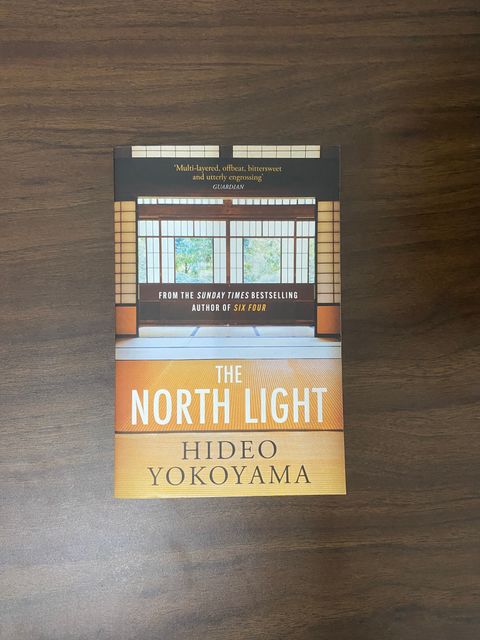 'Multi-layered, offbeat, bittersweet
and utterly engrossing'
GUARDIAN
FROM THE SUNDAY TIMES BESTSELLING
AUTHOR OF SIX FOUR
THE
NORTH LIGHT
HIDEO
YOKOYAMA